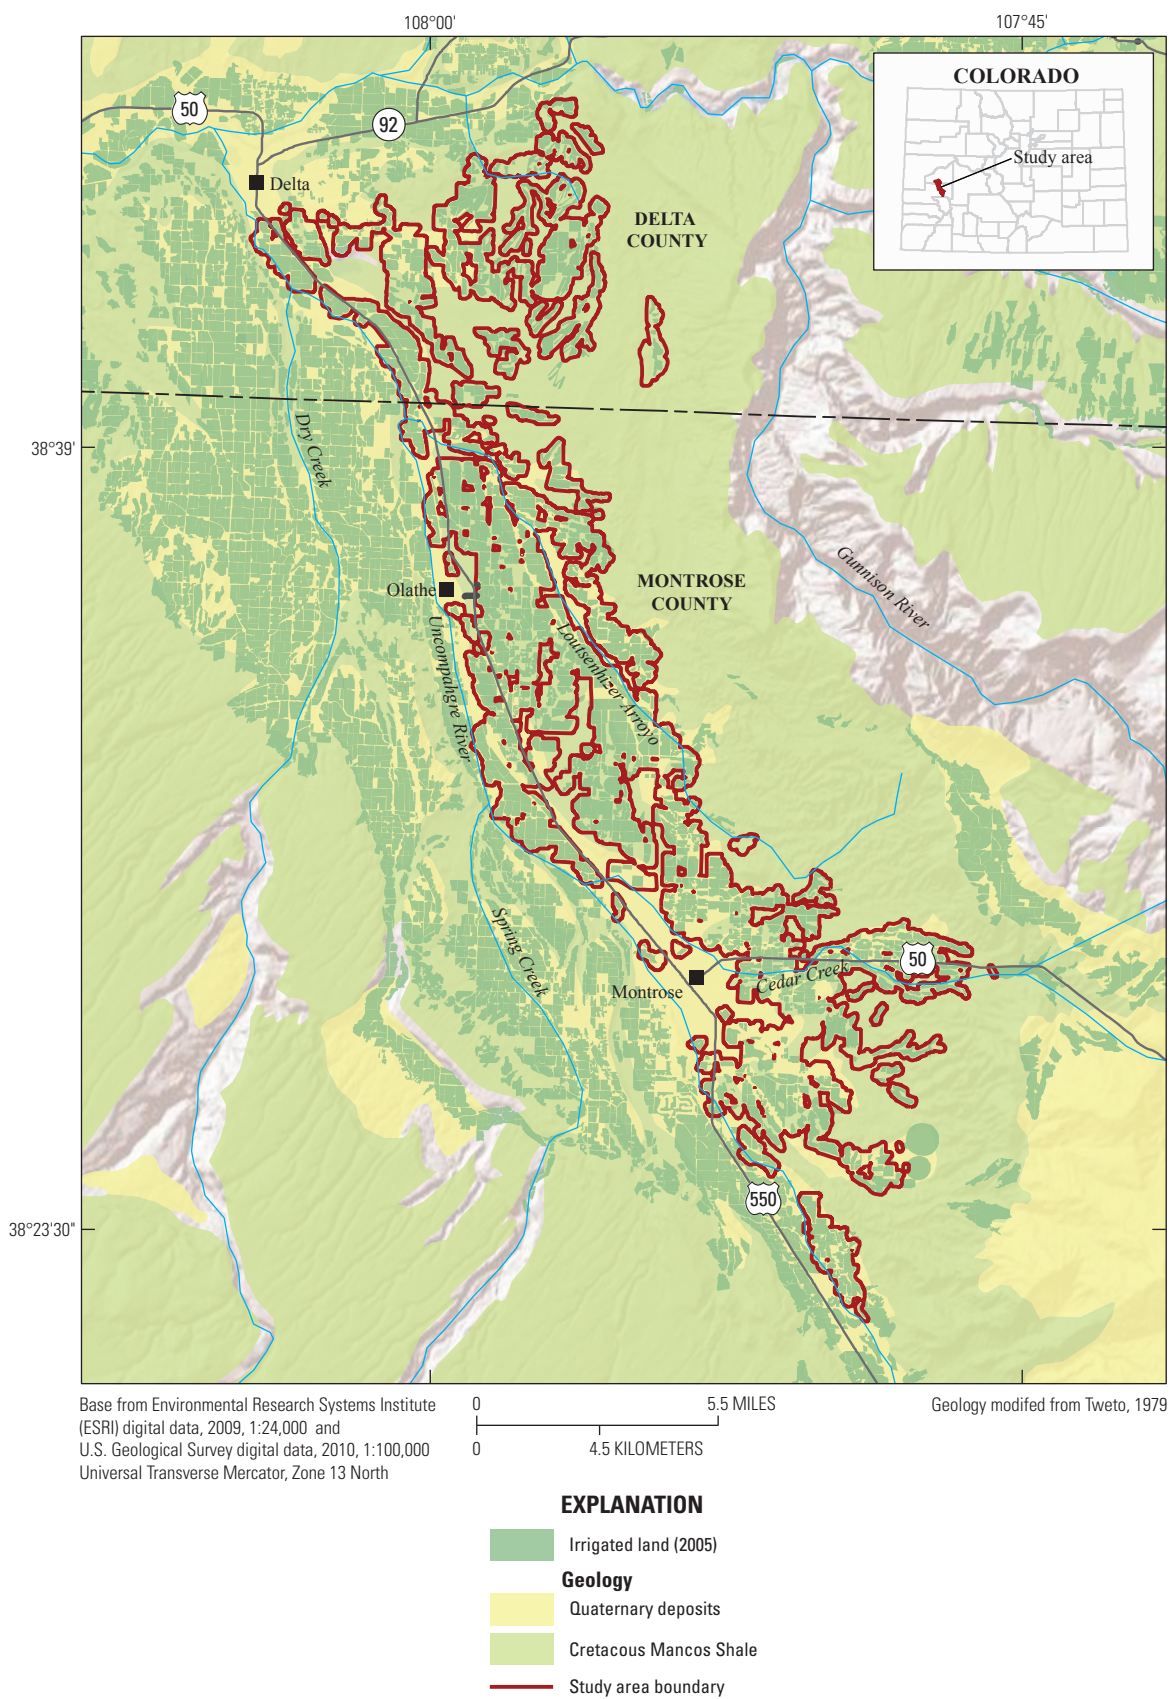 108°00'
107°45'
COLORADO
Study area
50
92
Delta
DELTA
COUNTY
38°39'
Dry Creek
Gunnison River
MONTROSE
COUNTY
Olathe
Uncompahgre River
Loutsenhizer Arroyo
Spring Creek
50
Cedar Creek
Montrose
550
38°23'30"
Base from Environmental Research Systems Institute
(ESRI) digital data, 2009, 1:24,000 and
U.S. Geological Survey digital data, 2010, 1:100,000
Universal Transverse Mercator, Zone 13 North
0
5.5 MILES
0
4.5 KILOMETERS
Geology modifed from Tweto, 1979
EXPLANATION
Irrigated land (2005)
Geology
Quaternary deposits
Cretacous Mancos Shale
Study area boundary